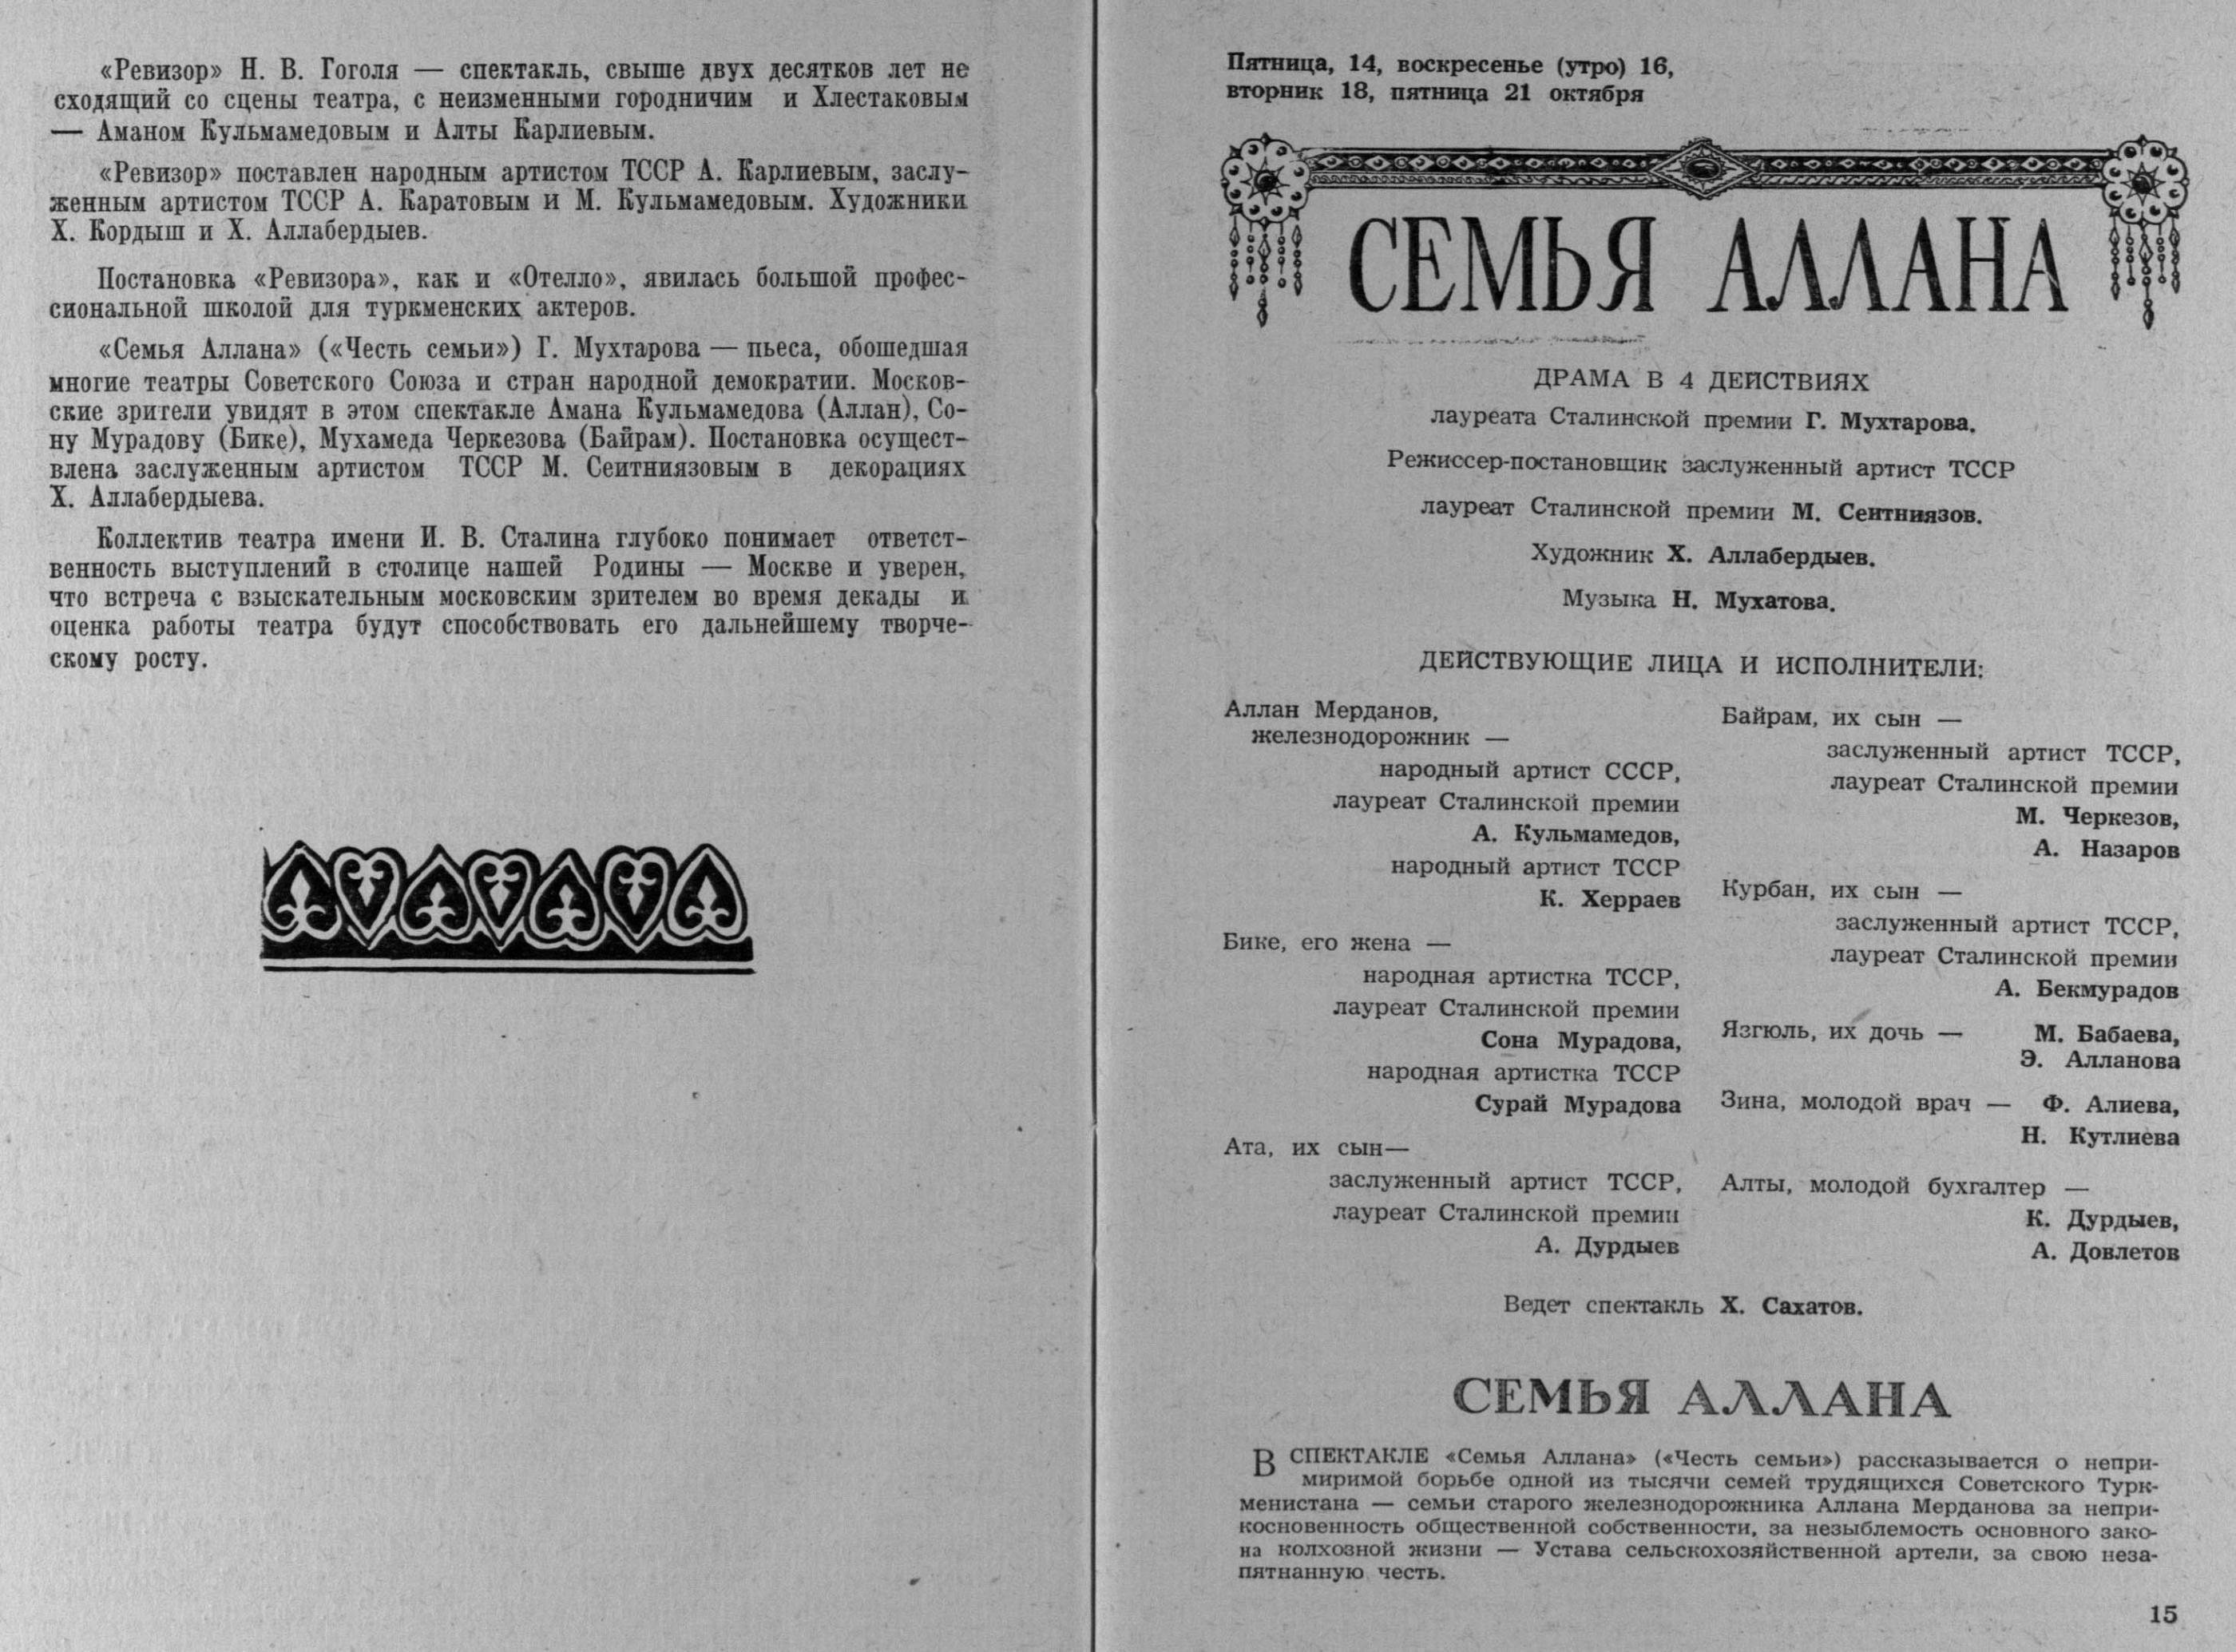 «Ревизор» Н. В. Гоголя — спектакль, свыше двух десятков лет не
сходящий со сцены театра, с неизменными городничим и Хлестаковым
— Аманом Кульмамедовым и Алты Карлиевым.
«Ревизор» поставлен народным артистом ТССР А. Карлиевым, заслу-
женным артистом ТССР А. Каратовым и М. Кульмамедовым. Художники
Х. Кордыш и Х. Аллабердыев.
Постановка «Ревизора», как и «Отелло», явилась большой профес-
сиональной школой для туркменских актеров.
«Семья Аллана» («Честь семьи») Г. Мухтарова — пьеса, обошедшая
многие театры Советского Союза и стран народной демократии. Москов-
ские зрители увидят в этом спектакле Амана Кульмамедова (Аллан), Со-
ну Мурадову (Бике), Мухамеда Черкезова (Байрам). Постановка осущест-
влена заслуженным артистом ТССР М. Сеитниязовым в декорациях
Х. Аллабердыева.
Коллектив театра имени И. В. Сталина глубоко понимает ответст-
венность выступлений в столице нашей Родины — Москве и уверен,
что встреча с взыскательным московским зрителем во время декады и
оценка работы театра будут способствовать его дальнейшему творче-
скому росту.
Пятница, 14, воскресенье (утро) 16,
вторник 18, пятница 21 октября
СЕМЬЯ АЛЛАНА
ДРАМА В 4 ДЕЙСТВИЯХ
лауреата Сталинской премии Г. Мухтарова.
Режиссер-постановщик заслуженный артист ТССР
лауреат Сталинской премии М. Сеитниязов.
Художник Х. Аллабердыев.
Музыка Н. Мухатова.
ДЕЙСТВУЮЩИЕ ЛИЦА И ИСПОЛНИТЕЛИ:
Аллан Мерданов,
железнодорожник —
народный артист СССР,
лауреат Сталинской премии
А. Кульмамедов,
народный артист ТССР
К. Херраев
Бике, его жена —
народная артистка ТССР,
лауреат Сталинской премии
Сона Мурадова,
народная артистка ТССР
Сурай Мурадова
Ата, их сын—
заслуженный артист ТССР,
лауреат Сталинской премии
А. Дурдыев
Байрам, их сын —
заслуженный артист ТССР,
лауреат Сталинской премии
М. Черкезов,
А. Назаров
Курбан, их сын —
заслуженный артист ТССР,
лауреат Сталинской премии
А. Бекмурадов
Язгюль, их дочь — М. Бабаева,
Э. Алланова
Зина, молодой врач — Ф. Алиева,
Н. Кутлиева
Алты, молодой бухгалтер —
К. Дурдыев,
А. Довлетов
Ведет спектакль Х. Сахатов.
СЕМЬЯ АЛЛАНА
В СПЕКТАКЛЕ «Семья Аллана» («Честь семьи») рассказывается о непри-
миримой борьбе одной из тысячи семей трудящихся Советского Турк-
менистана — семьи старого железнодорожника Аллана Мерданова за непри-
косновенность общественной собственности, за незыблемость основного зако-
на колхозной жизни — Устава сельскохозяйственной артели, за свою неза-
пятнанную честь.
15